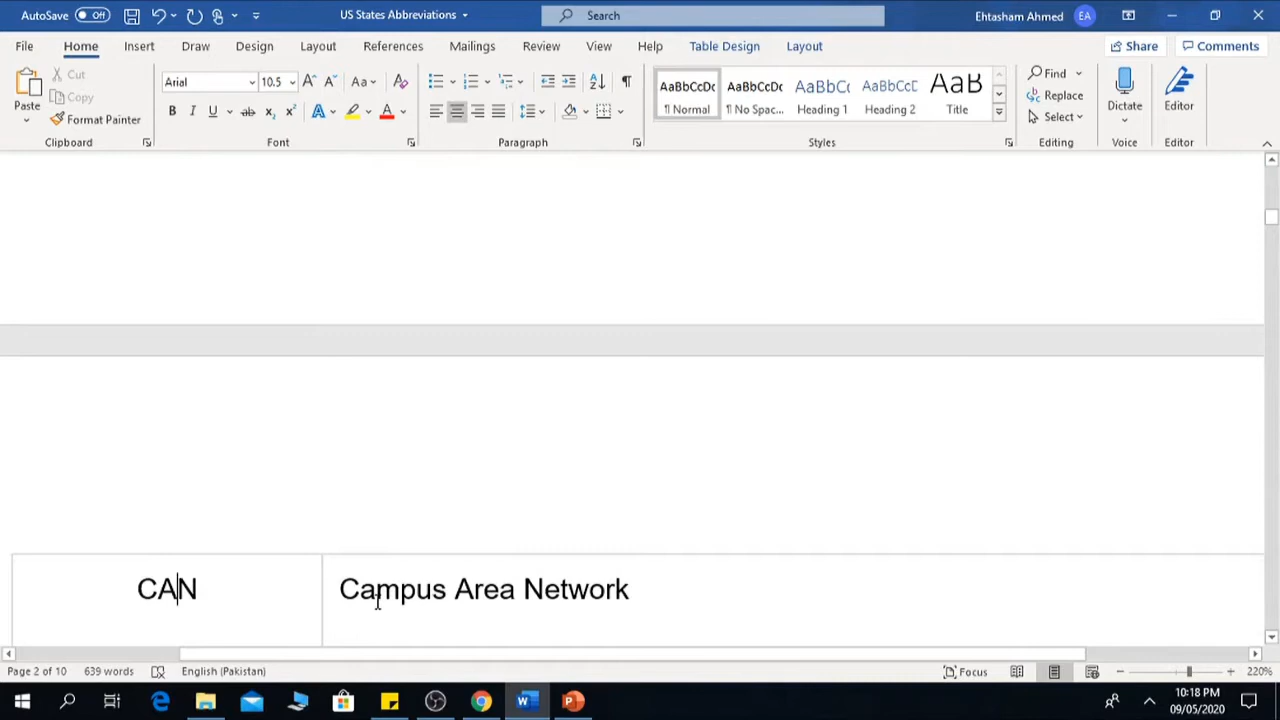 AutoSave Off US States Abbreviations Search Ehtasham Ahmed EA
File Home Insert Draw Design Layout References Mailings Review View Help Table Design Layout Share Comments
Paste Cut Copy Format Painter
Arial 10.5
AaBbCcDc AaBbCcDc AaBbCc AaBbCcD AaB
¶ Normal ¶ No Spac... Heading 1 Heading 2 Title
Find Replace Select
Dictate Editor
Clipboard Font Paragraph Styles Editing Voice Editor
CAN Campus Area Network
Page 2 of 10 639 words English (Pakistan) Focus 220%
10:18 PM
09/05/2020